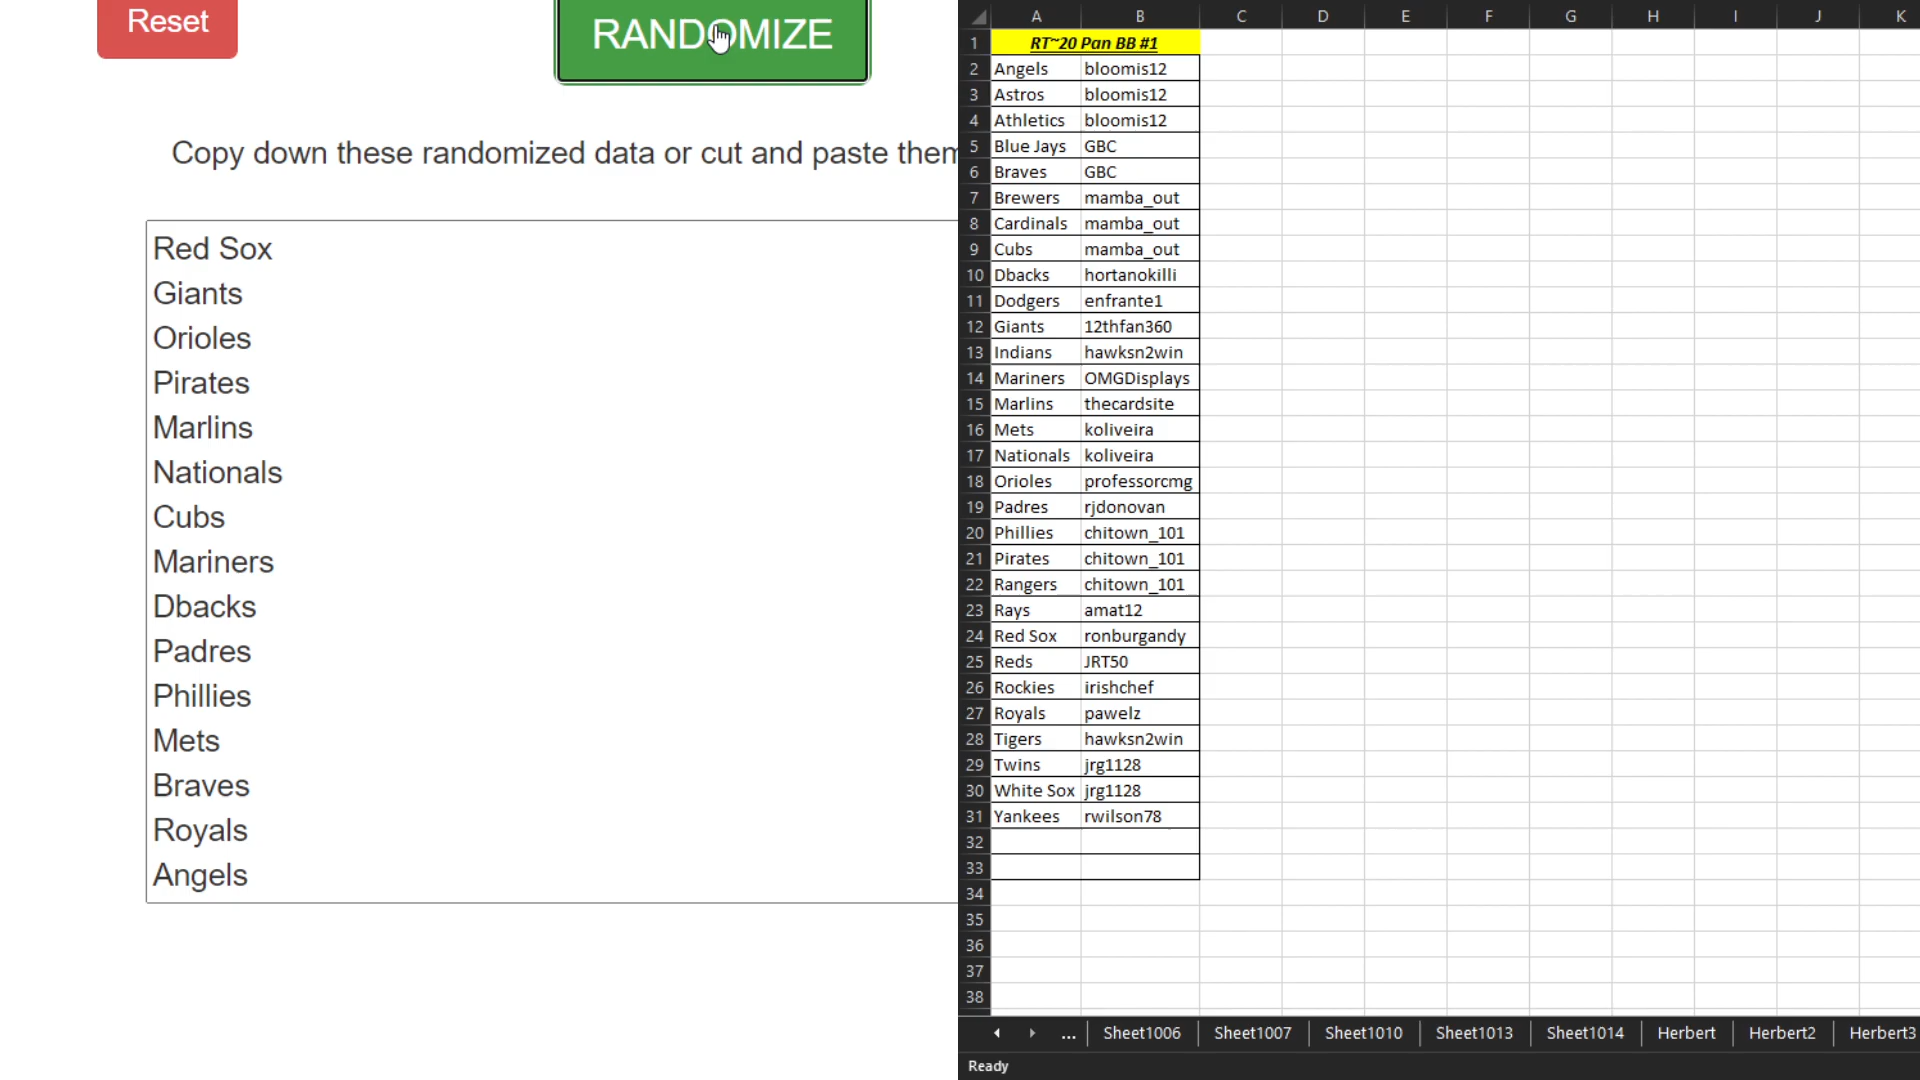 Reset
RANDOMIZE
Copy down these randomized data or cut and paste them
Red Sox
Giants
Orioles
Pirates
Marlins
Nationals
Cubs
Mariners
Dbacks
Padres
Phillies
Mets
Braves
Royals
Angels
A B C D E F G H I J K
1 RT~20 Pan BB #1
2 Angels bloomis12
3 Astros bloomis12
4 Athletics bloomis12
5 Blue Jays GBC
6 Braves GBC
7 Brewers mamba_out
8 Cardinals mamba_out
9 Cubs mamba_out
10 Dbacks hortanokilli
11 Dodgers enfrante1
12 Giants 12thfan360
13 Indians hawksn2win
14 Mariners OMGDisplays
15 Marlins thecardsite
16 Mets koliveira
17 Nationals koliveira
18 Orioles professorcmg
19 Padres rjdonovan
20 Phillies chitown_101
21 Pirates chitown_101
22 Rangers chitown_101
23 Rays amat12
24 Red Sox ronburgandy
25 Reds JRT50
26 Rockies irishchef
27 Royals pawelz
28 Tigers hawksn2win
29 Twins jrg1128
30 White Sox jrg1128
31 Yankees rwilson78
32
33
34
35
36
37
38
... Sheet1006 Sheet1007 Sheet1010 Sheet1013 Sheet1014 Herbert Herbert2 Herbert3
Ready